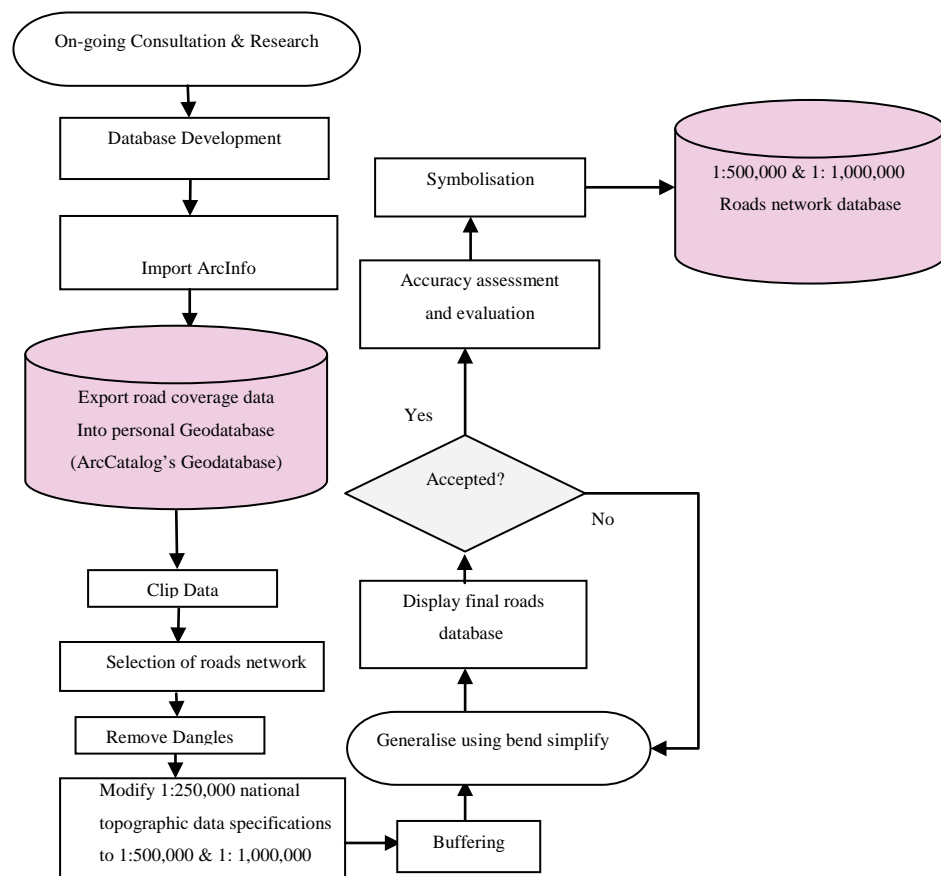 On-going Consultation & Research
Database Development
Import ArcInfo
Export road coverage data
Into personal Geodatabase
(ArcCatalog's Geodatabase)
Clip Data
Selection of roads network
Remove Dangles
Modify 1:250,000 national
topographic data specifications
to 1:500,000 & 1: 1,000,000
Buffering
Generalise using bend simplify
Display final roads
database
Accepted?
Yes
No
Accuracy assessment
and evaluation
Symbolisation
1:500,000 & 1: 1,000,000
Roads network database